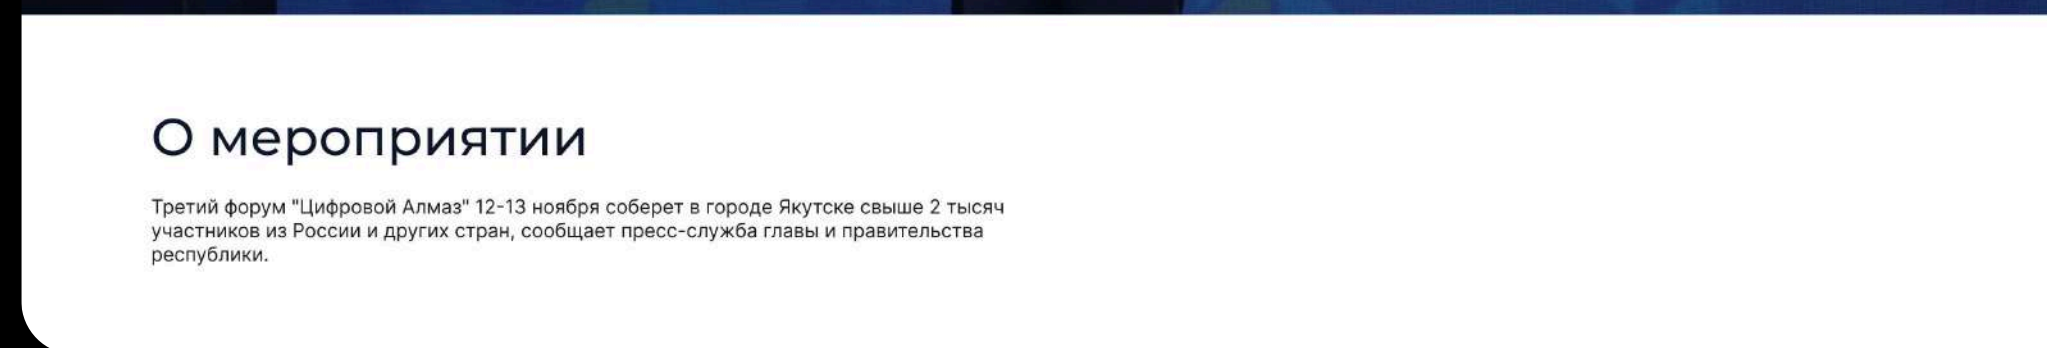 О мероприятии
Третий форум "Цифровой Алмаз" 12-13 ноября соберет в городе Якутске свыше 2 тысяч
участников из России и других стран, сообщает пресс-служба главы и правительства
республики.